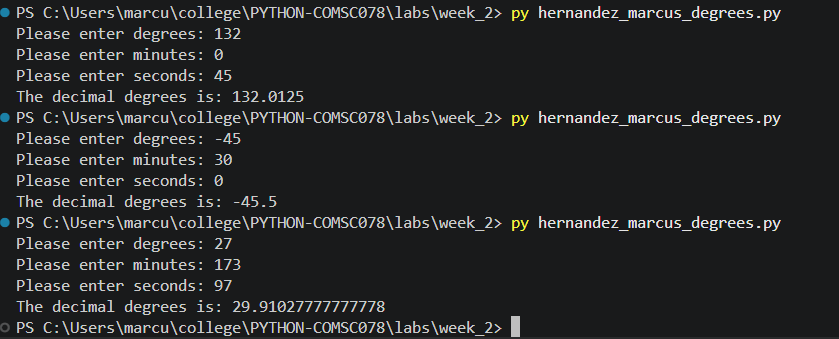 PS C:\Users\marcu\college\PYTHON-COMSC078\labs\week_2> py hernandez_marcus_degrees.py
Please enter degrees: 132
Please enter minutes: 0
Please enter seconds: 45
The decimal degrees is: 132.0125
PS C:\Users\marcu\college\PYTHON-COMSC078\labs\week_2> py hernandez_marcus_degrees.py
Please enter degrees: -45
Please enter minutes: 30
Please enter seconds: 0
The decimal degrees is: -45.5
PS C:\Users\marcu\college\PYTHON-COMSC078\labs\week_2> py hernandez_marcus_degrees.py
Please enter degrees: 27
Please enter minutes: 173
Please enter seconds: 97
The decimal degrees is: 29.91027777777778
PS C:\Users\marcu\college\PYTHON-COMSC078\labs\week_2>